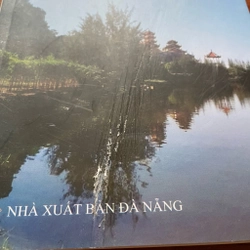 NHÀ XUẤT BẢN ĐÀ NẴNG